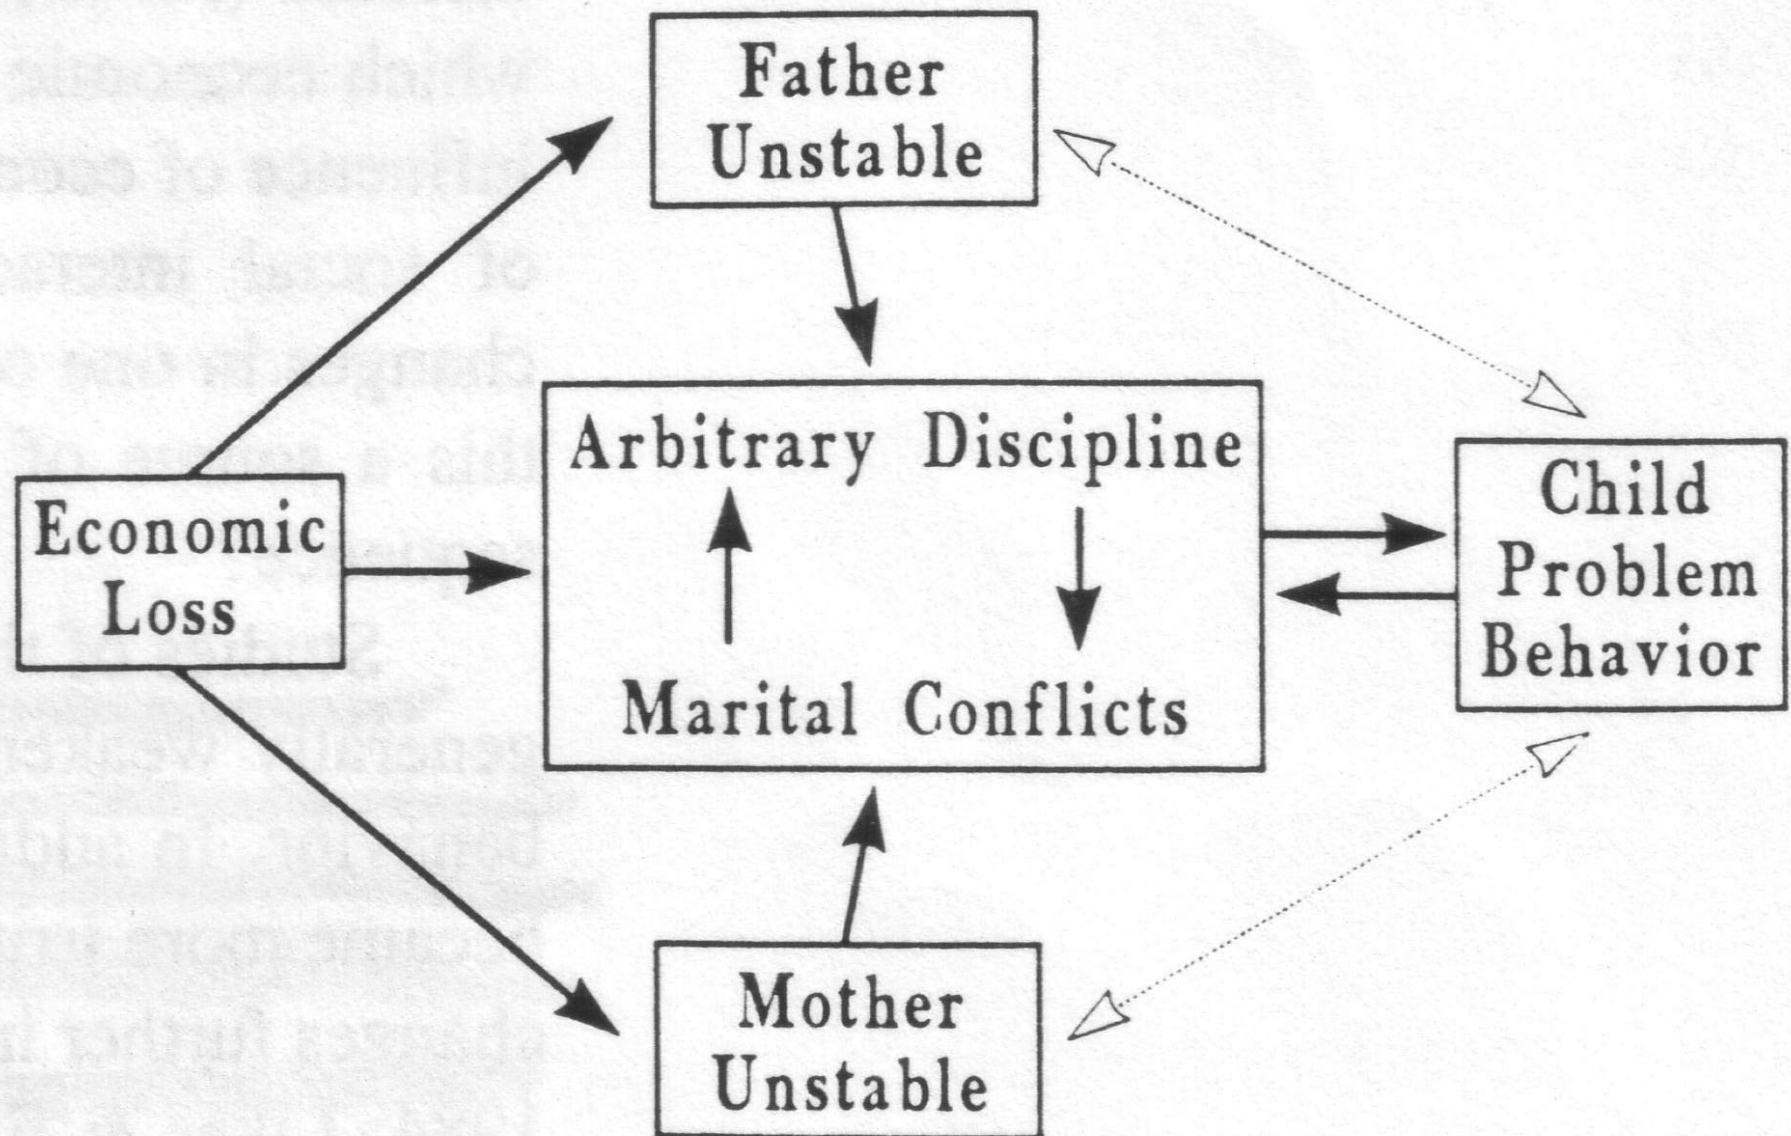 Father
Unstable
Arbitrary Discipline
Economic
Loss
Child
Problem
Behavior
Marital Conflicts
Mother
Unstable